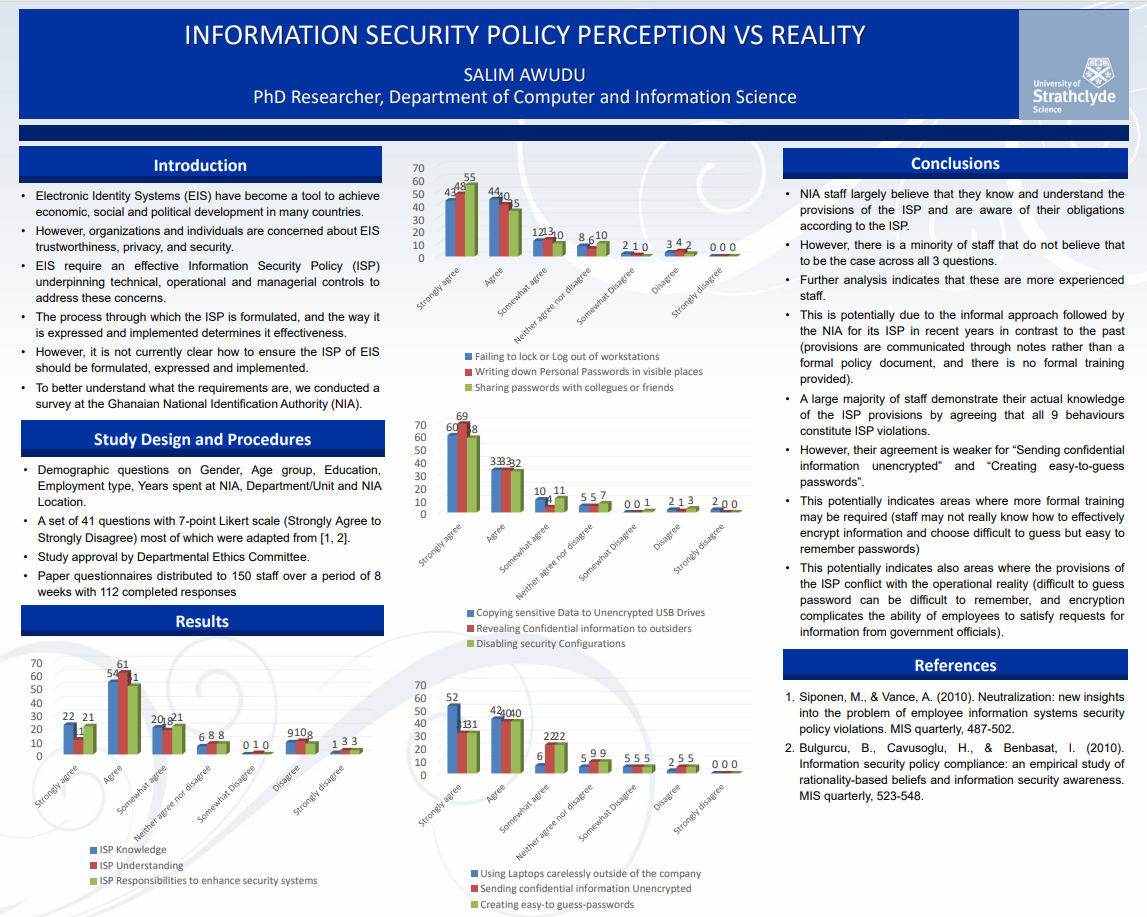 INFORMATION SECURITY POLICY PERCEPTION VS REALITY
SALIM AWUDU
PhD Researcher, Department of Computer and Information Science
University of
Strathclyde
Science
Introduction
• Electronic Identity Systems (EIS) have become a tool to achieve
economic, social and political development in many countries.
• However, organizations and individuals are concerned about EIS
trustworthiness, privacy, and security.
• EIS require an effective Information Security Policy (ISP)
underpinning technical, operational and managerial controls to
address these concerns.
• The process through which the ISP is formulated, and the way it
is expressed and implemented determines it effectiveness.
• However, it is not currently clear how to ensure the ISP of EIS
should be formulated, expressed and implemented.
• To better understand what the requirements are, we conducted a
survey at the Ghanaian National Identification Authority (NIA).
Study Design and Procedures
• Demographic questions on Gender, Age group, Education,
Employment type, Years spent at NIA, Department/Unit and NIA
Location.
• A set of 41 questions with 7-point Likert scale (Strongly Agree to
Strongly Disagree) most of which were adapted from [1, 2].
• Study approval by Departmental Ethics Committee.
• Paper questionnaires distributed to 150 staff over a period of 8
weeks with 112 completed responses
Results
70
60
50
40
30
20
10
0
22 11 21
54 61 51
20 18 21
6 8 8
0 1 0
9 10 8
1 3 3
Strongly agree
Agree
Somewhat agree
Neither agree nor disagree
Somewhat Disagree
Disagree
Strongly disagree
ISP Knowledge
ISP Understanding
ISP Responsibilities to enhance security systems
70
60
50
40
30
20
10
0
43 48 55
44 40 35
12 13 10
8 6 10
2 1 0
3 4 2
0 0 0
Strongly agree
Agree
Somewhat agree
Neither agree nor disagree
Somewhat Disagree
Disagree
Strongly disagree
Failing to lock or Log out of workstations
Writing down Personal Passwords in visible places
Sharing passwords with collegues or friends
70
60
50
40
30
20
10
0
60 69 58
33 33 32
10 4 11
5 5 7
0 0 1
2 1 3
2 0 0
Strongly agree
Agree
Somewhat agree
Neither agree nor disagree
Somewhat Disagree
Disagree
Strongly disagree
Copying sensitive Data to Unencrypted USB Drives
Revealing Confidential information to outsiders
Disabling security Configurations
70
60
50
40
30
20
10
0
52 31 31
42 40 40
6 22 22
5 9 9
5 5 5
2 5 5
0 0 0
Strongly agree
Agree
Somewhat agree
Neither agree nor disagree
Somewhat Disagree
Disagree
Strongly disagree
Using Laptops carelessly outside of the company
Sending confidential information Unencrypted
Creating easy-to guess-passwords
Conclusions
• NIA staff largely believe that they know and understand the
provisions of the ISP and are aware of their obligations
according to the ISP.
• However, there is a minority of staff that do not believe that
to be the case across all 3 questions.
• Further analysis indicates that these are more experienced
staff.
• This is potentially due to the informal approach followed by
the NIA for its ISP in recent years in contrast to the past
(provisions are communicated through notes rather than a
formal policy document, and there is no formal training
provided).
• A large majority of staff demonstrate their actual knowledge
of the ISP provisions by agreeing that all 9 behaviours
constitute ISP violations.
• However, their agreement is weaker for “Sending confidential
information unencrypted” and “Creating easy-to-guess
passwords”.
• This potentially indicates areas where more formal training
may be required (staff may not really know how to effectively
encrypt information and choose difficult to guess but easy to
remember passwords)
• This potentially indicates also areas where the provisions of
the ISP conflict with the operational reality (difficult to guess
password can be difficult to remember, and encryption
complicates the ability of employees to satisfy requests for
information from government officials).
References
1. Siponen, M., & Vance, A. (2010). Neutralization: new insights
into the problem of employee information systems security
policy violations. MIS quarterly, 487-502.
2. Bulgurcu, B., Cavusoglu, H., & Benbasat, I. (2010).
Information security policy compliance: an empirical study of
rationality-based beliefs and information security awareness.
MIS quarterly, 523-548.